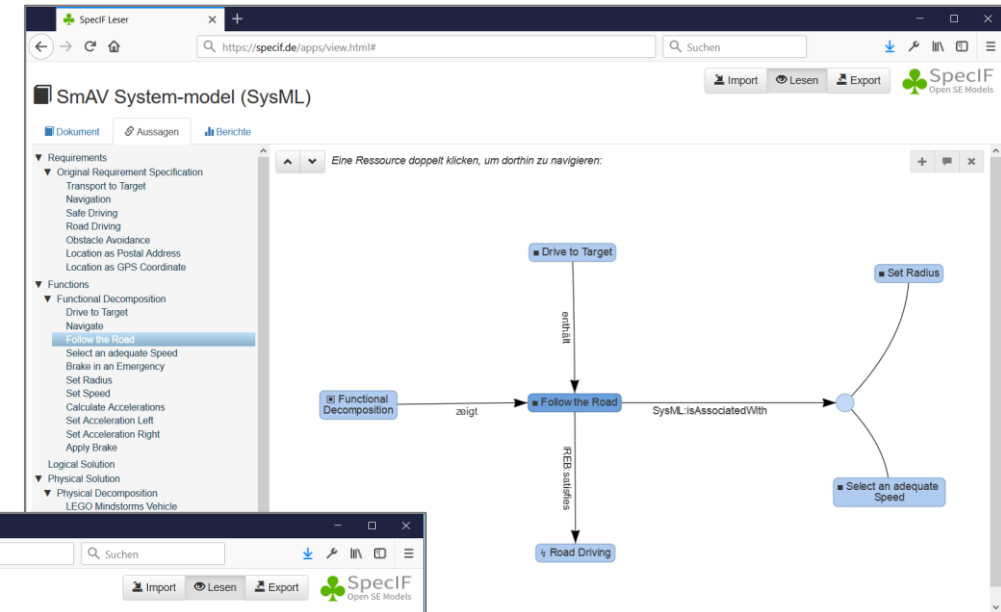 SpecIF Leser
https://specif.de/apps/view.html#
Suchen
Import
Lesen
Export
SpecIF
Open SE Models
SmAV System-model (SysML)
Dokument
Aussagen
Berichte
Requirements
Original Requirement Specification
Transport to Target
Navigation
Safe Driving
Road Driving
Obstacle Avoidance
Location as Postal Address
Location as GPS Coordinate
Functions
Functional Decomposition
Drive to Target
Navigate
Follow the Road
Select an adequate Speed
Brake in an Emergency
Set Radius
Set Speed
Calculate Accelerations
Set Acceleration Left
Set Acceleration Right
Apply Brake
Logical Solution
Physical Solution
Physical Decomposition
LEGO Mindstorms Vehicle
Eine Ressource doppelt klicken, um dorthin zu navigieren:
Drive to Target
Set Radius
enthält
Functional
Decomposition
zeigt
Follow the Road
SysML:isAssociatedWith
IREB:satisfies
Select an adequate
Speed
Road Driving
Suchen
Import
Lesen
Export
SpecIF
Open SE Models